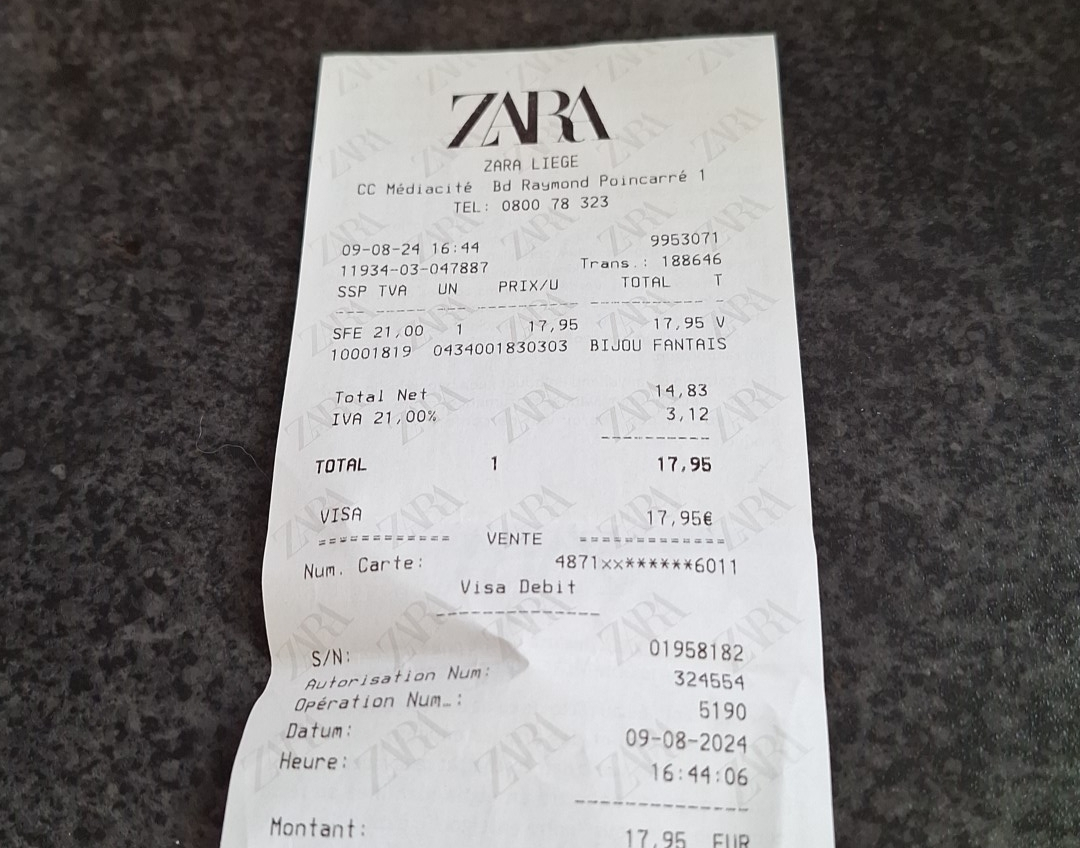 ZARA
ZARA LIEGE
CC Médiacité Bd Raymond Poincarré 1
TEL: 0800 78 323
09-08-24 16:44 9953071
11934-03-047887 Trans.: 188646
SSP TVA UN PRIX/U TOTAL T
SFE 21,00 1 17,95 17,95 V
10001819 0434001830303 BIJOU FANTAIS
Total Net 14,83
IVA 21,00% 3,12
TOTAL 1 17,95
VISA 17,95€
============ VENTE =============
Num. Carte: 4871xx******6011
Visa Debit
S/N: 01958182
Autorisation Num: 324554
Opération Num…: 5190
Datum: 09-08-2024
Heure: 16:44:06
Montant: 17,95 EUR